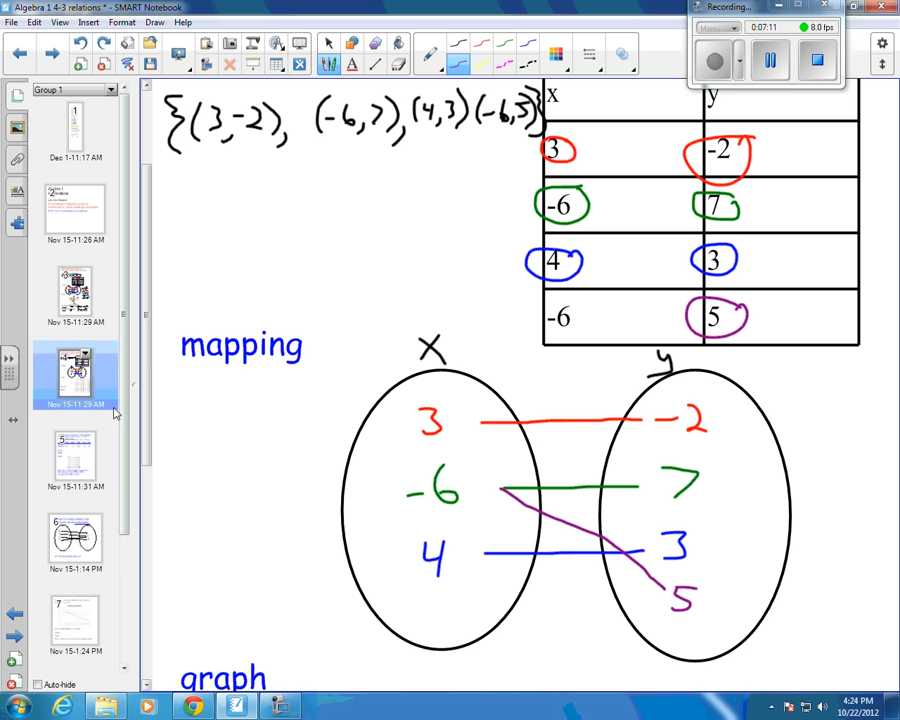 Algebra 1 4-3 relations * - SMART Notebook
Recording...
File Edit View Insert Format Draw Help
Menu
0:07:11
8.0 fps
Group 1
Dec 1-11:17 AM
Nov 15-11:26 AM
Nov 15-11:29 AM
Nov 15-11:29 AM
Nov 15-11:31 AM
Nov 15-1:14 PM
Nov 15-1:24 PM
Auto-hide
{(3,-2), (-6,7),(4,3)(-6,5)}
x y
3 -2
-6 7
4 3
-6 5
mapping
x y
3 -2
-6 7
4 3
5
graph
4:24 PM
10/22/2012